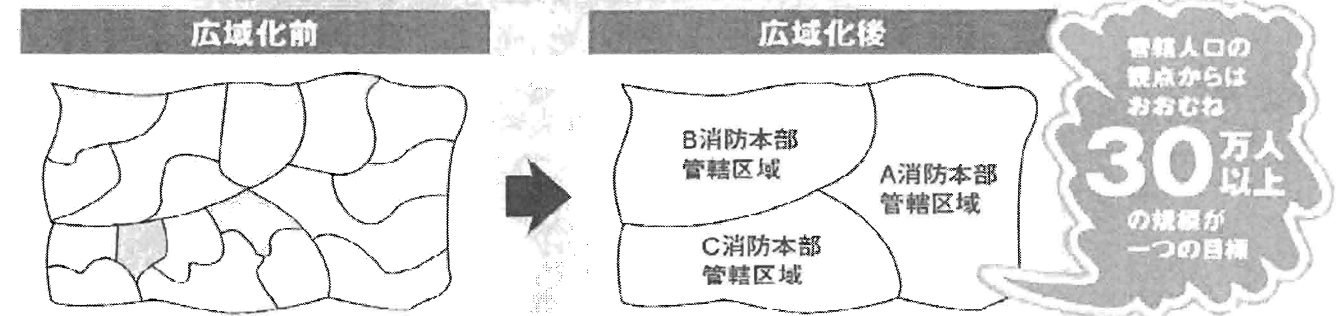 広域化前
広域化後
B消防本部
管轄区域
A消防本部
管轄区域
C消防本部
管轄区域
管轄人口の
観点からは
おおむね
30万人
以上
の規模が
一つの目標